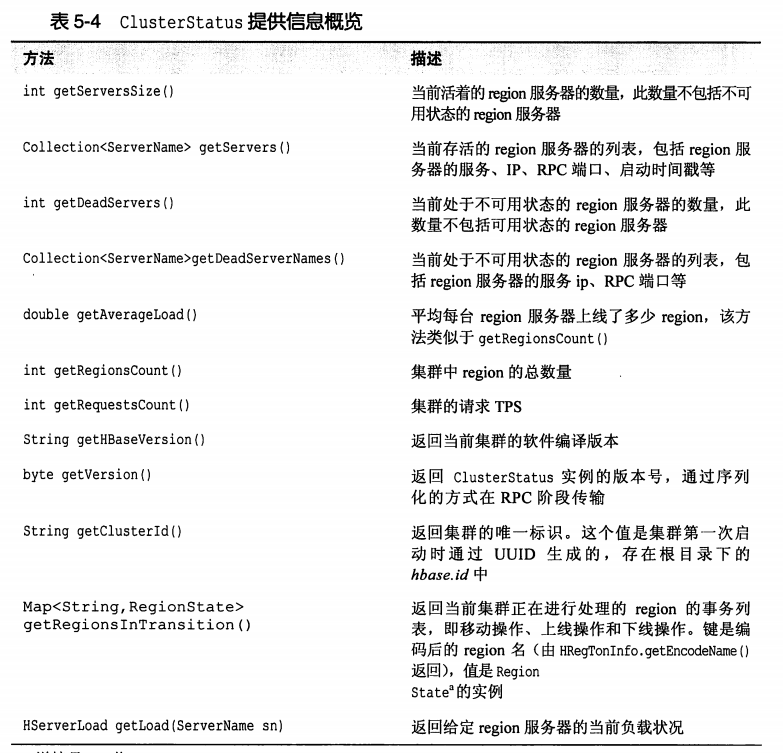 表 5-4 ClusterStatus 提供信息概览
方法 描述
int getServersSize() 当前活着的 region 服务器的数量，此数量不包括不可
用状态的 region 服务器
Collection<ServerName> getServers() 当前存活的 region 服务器的列表，包括 region 服
务器的服务、IP、RPC 端口、启动时间戳等
int getDeadServers() 当前处于不可用状态的 region 服务器的数量，此
数量不包括可用状态的 region 服务器
Collection<ServerName>getDeadServerNames() 当前处于不可用状态的 region 服务器的列表，包
括 region 服务器的服务 ip、RPC 端口等
double getAverageLoad() 平均每台 region 服务器上线了多少 region，该方
法类似于 getRegionsCount()
int getRegionsCount() 集群中 region 的总数量
int getRequestsCount() 集群的请求 TPS
String getHBaseVersion() 返回当前集群的软件编译版本
byte getVersion() 返回 ClusterStatus 实例的版本号，通过序列
化的方式在 RPC 阶段传输
String getClusterId() 返回集群的唯一标识。这个值是集群第一次启
动时通过 UUID 生成的，存在根目录下的
hbase.id 中
Map<String,RegionState> 返回当前集群正在进行处理的 region 的事务列
getRegionsInTransition() 表，即移动操作、上线操作和下线操作。键是编
码后的 region 名（由 HRegTonInfo.getEncodeName()
返回），值是 Region
Stateª的实例
HServerLoad getLoad(ServerName sn) 返回给定 region 服务器的当前负载状况